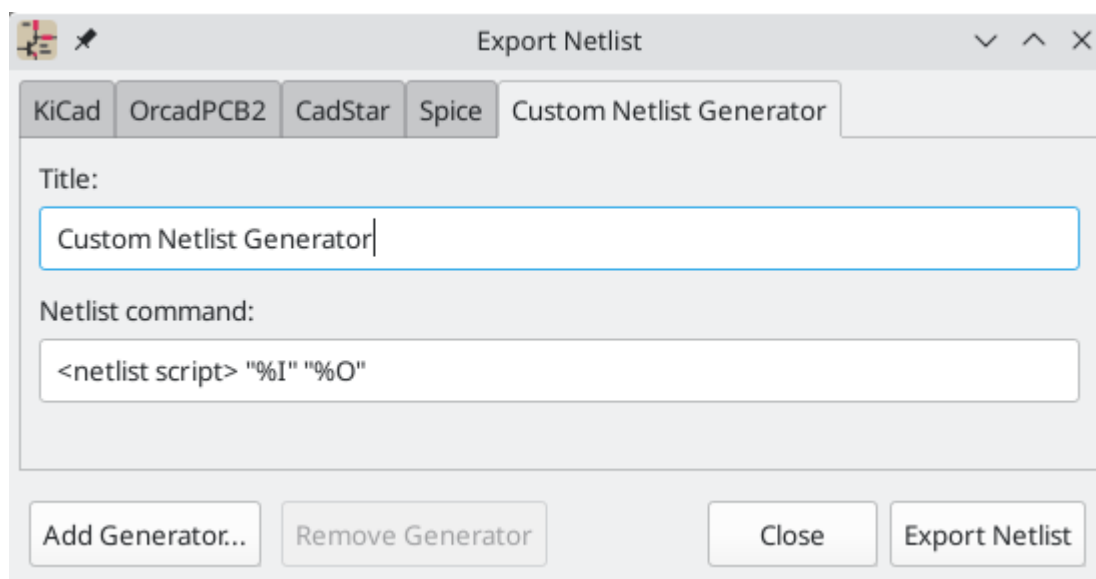 Export Netlist
KiCad OrcadPCB2 CadStar Spice Custom Netlist Generator
Title:
Custom Netlist Generator
Netlist command:
<netlist script> "%I" "%O"
Add Generator... Remove Generator Close Export Netlist